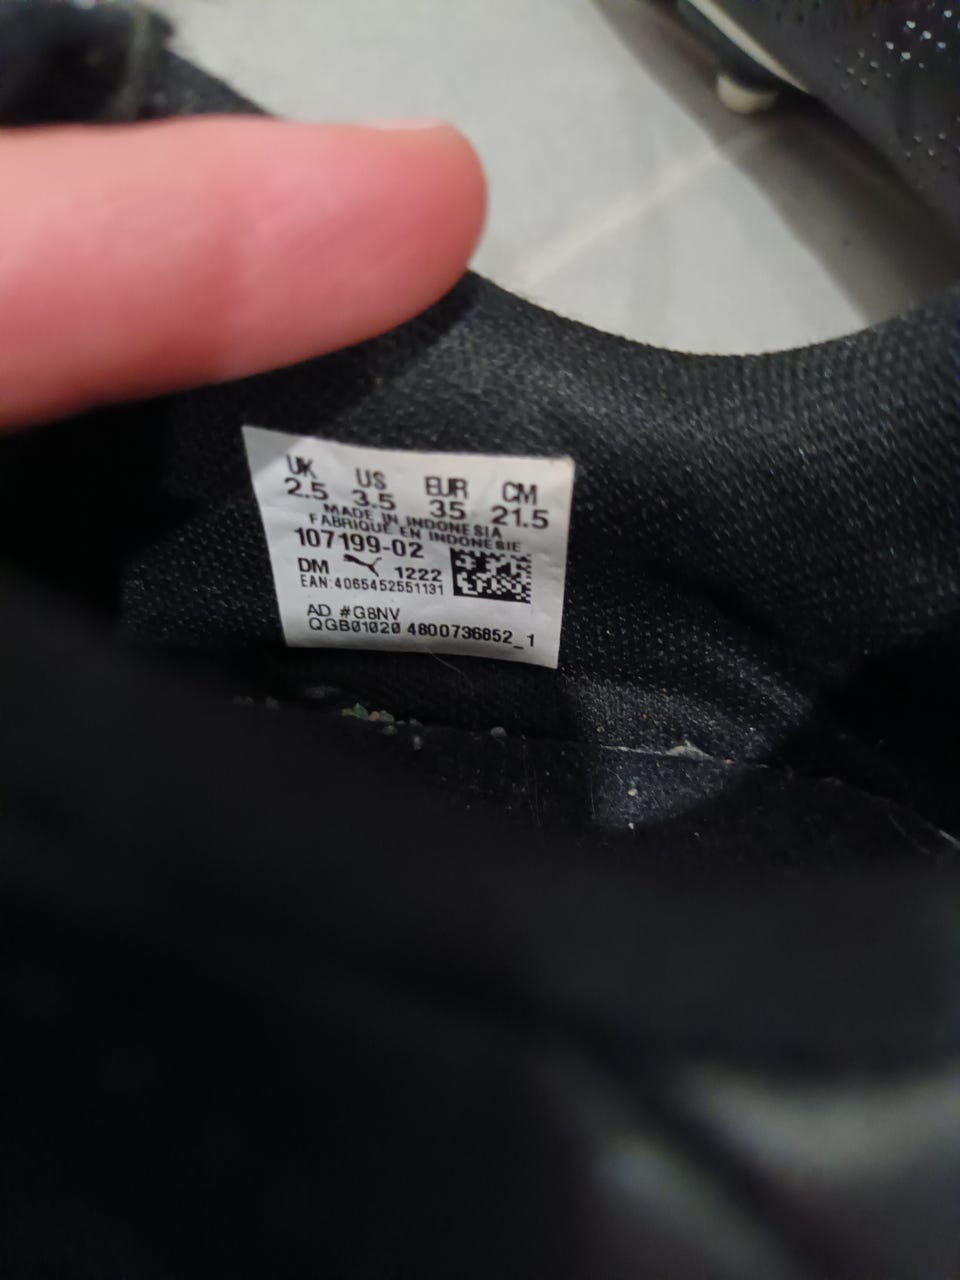 UK US EUR CM
2.5 3.5 35 21.5
MADE IN INDONESIA
FABRIQUÉ EN INDONESIE
107199-02
DM 1222
EAN:4065452551131
AD #G8NV
QGB01020 4800736852_1